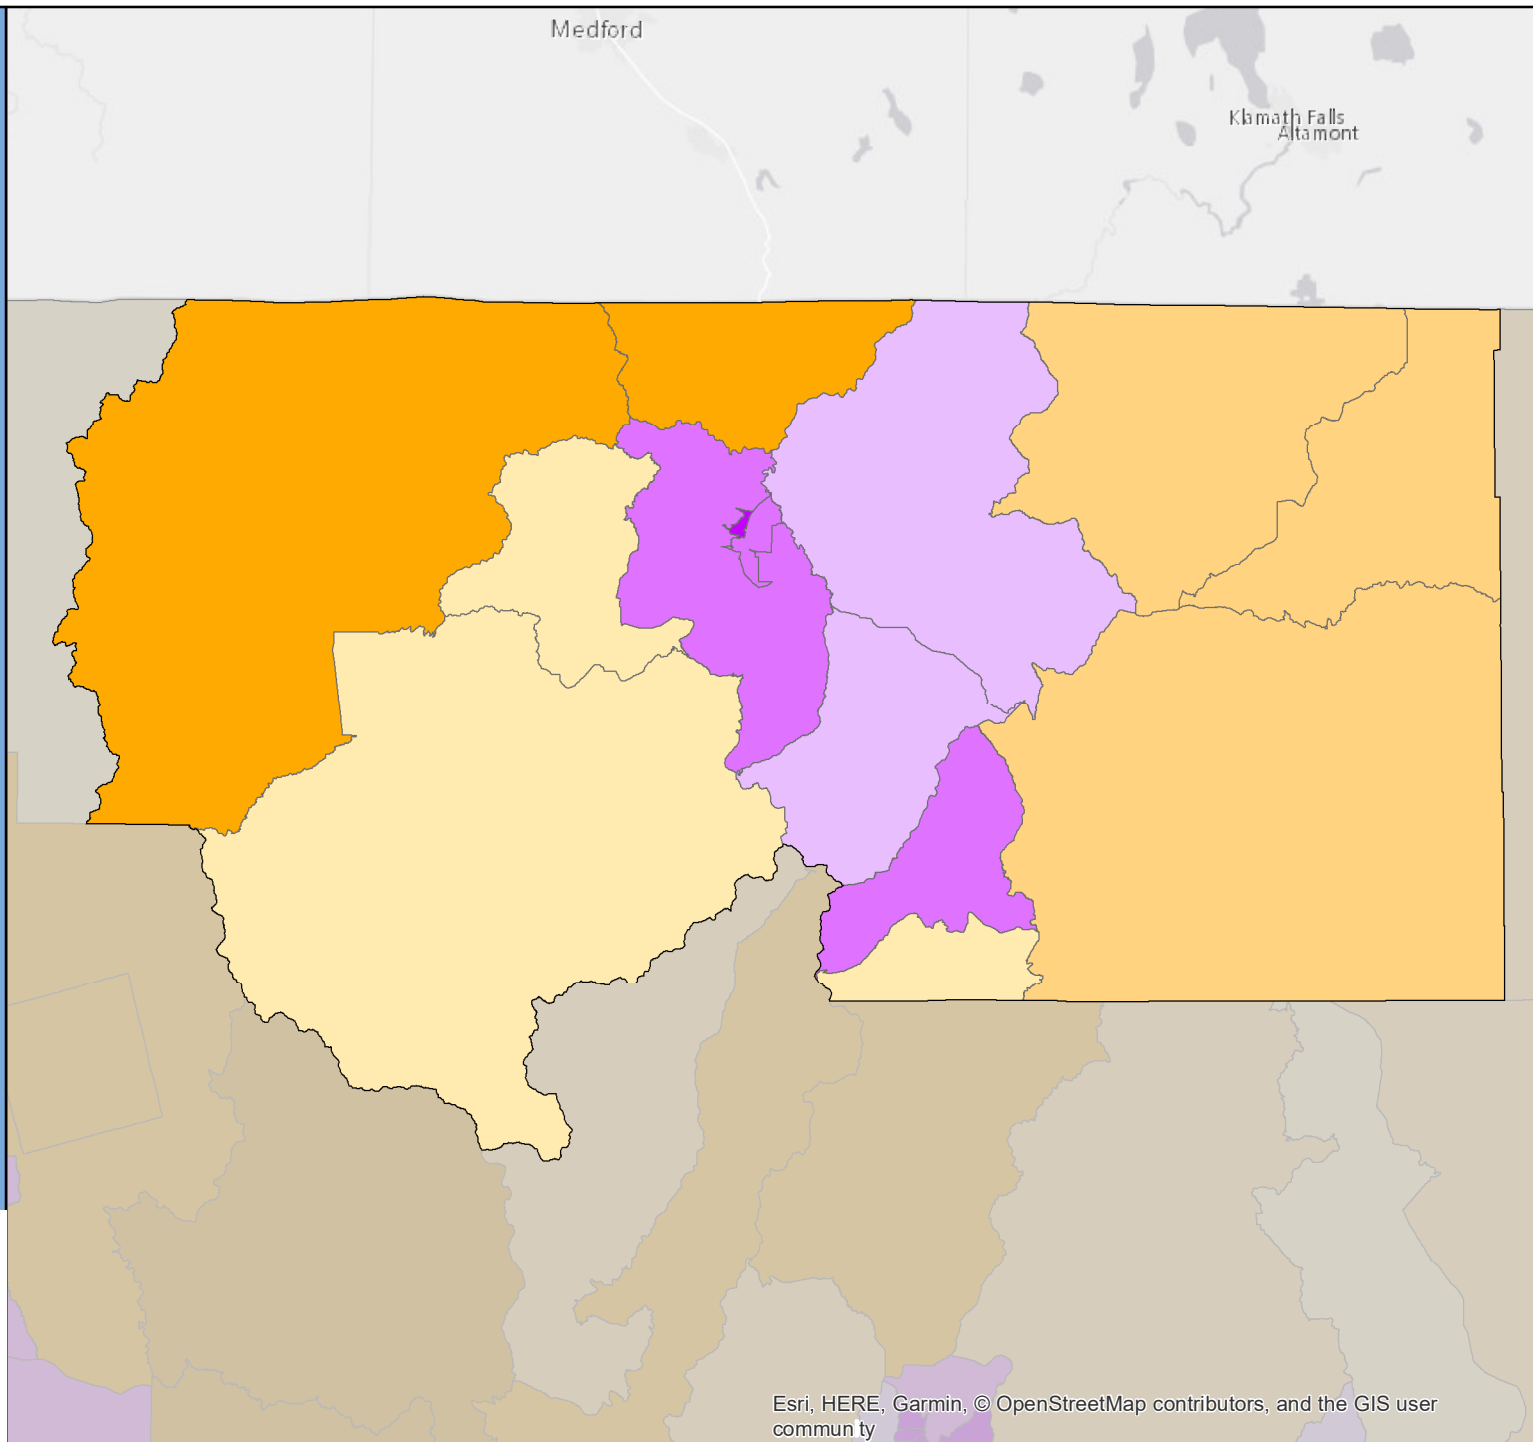 Medford
Klamath Falls
Altamont
Esri, HERE, Garmin, © OpenStreetMap contributors, and the GIS user
community